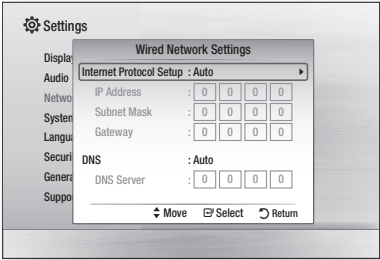 Settings
Wired Network Settings
Display
Internet Protocol Setup : Auto
Audio
IP Address : 0 0 0 0
Netwo
Subnet Mask : 0 0 0 0
System
Gateway : 0 0 0 0
Langua
Securi
DNS : Auto
Genera
DNS Server : 0 0 0 0
Suppo
Move Select Return